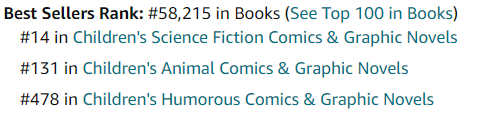 Best Sellers Rank: #58,215 in Books (See Top 100 in Books)
#14 in Children's Science Fiction Comics & Graphic Novels
#131 in Children's Animal Comics & Graphic Novels
#478 in Children's Humorous Comics & Graphic Novels